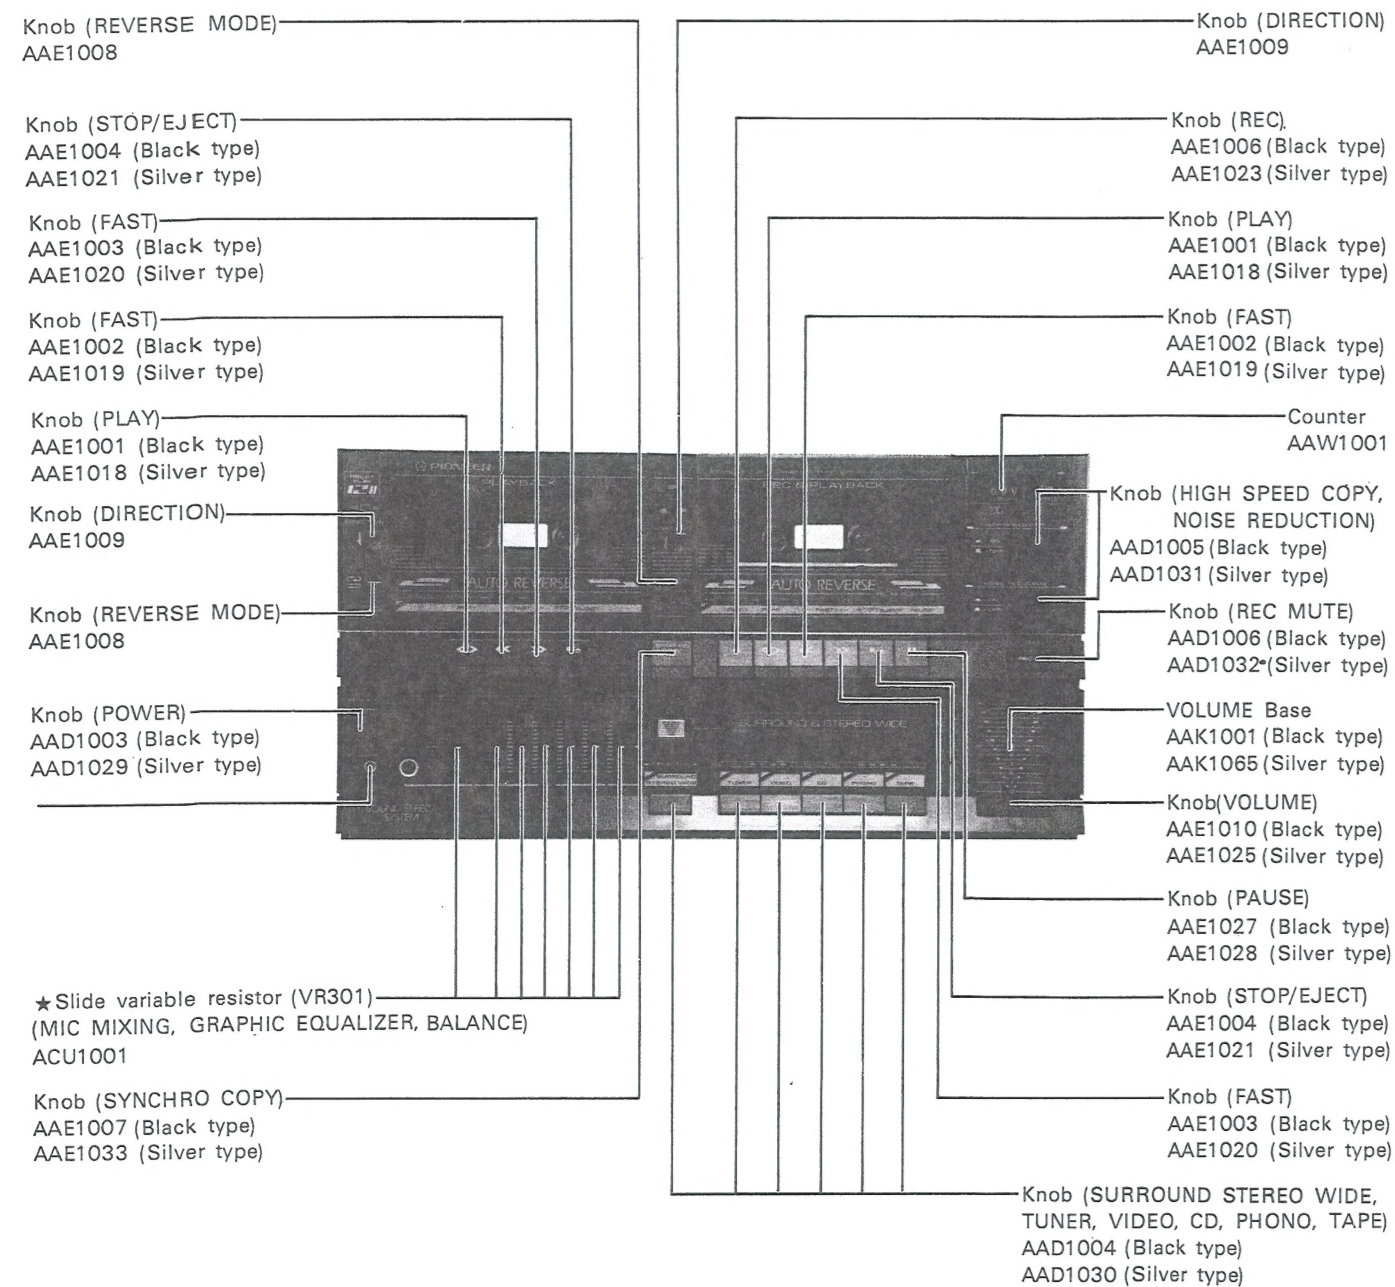 Knob (REVERSE MODE)
AAE1008
Knob (STOP/EJECT)
AAE1004 (Black type)
AAE1021 (Silver type)
Knob (FAST)
AAE1003 (Black type)
AAE1020 (Silver type)
Knob (FAST)
AAE1002 (Black type)
AAE1019 (Silver type)
Knob (PLAY)
AAE1001 (Black type)
AAE1018 (Silver type)
Knob (DIRECTION)
AAE1009
Knob (REVERSE MODE)
AAE1008
Knob (POWER)
AAD1003 (Black type)
AAD1029 (Silver type)
★Slide variable resistor (VR301)
(MIC MIXING, GRAPHIC EQUALIZER, BALANCE)
ACU1001
Knob (SYNCHRO COPY)
AAE1007 (Black type)
AAE1033 (Silver type)
PIONEER
PLAYBACK
AUTO REVERSE
REC & PLAYBACK
AUTO REVERSE
SURROUND & STEREO WIDE
TUNER
VIDEO
CD
PHONO
TAPE
Knob (DIRECTION)
AAE1009
Knob (REC)
AAE1006 (Black type)
AAE1023 (Silver type)
Knob (PLAY)
AAE1001 (Black type)
AAE1018 (Silver type)
Knob (FAST)
AAE1002 (Black type)
AAE1019 (Silver type)
Counter
AAW1001
Knob (HIGH SPEED COPY,
NOISE REDUCTION)
AAD1005 (Black type)
AAD1031 (Silver type)
Knob (REC MUTE)
AAD1006 (Black type)
AAD1032 (Silver type)
VOLUME Base
AAK1001 (Black type)
AAK1065 (Silver type)
Knob(VOLUME)
AAE1010 (Black type)
AAE1025 (Silver type)
Knob (PAUSE)
AAE1027 (Black type)
AAE1028 (Silver type)
Knob (STOP/EJECT)
AAE1004 (Black type)
AAE1021 (Silver type)
Knob (FAST)
AAE1003 (Black type)
AAE1020 (Silver type)
Knob (SURROUND STEREO WIDE,
TUNER, VIDEO, CD, PHONO, TAPE)
AAD1004 (Black type)
AAD1030 (Silver type)